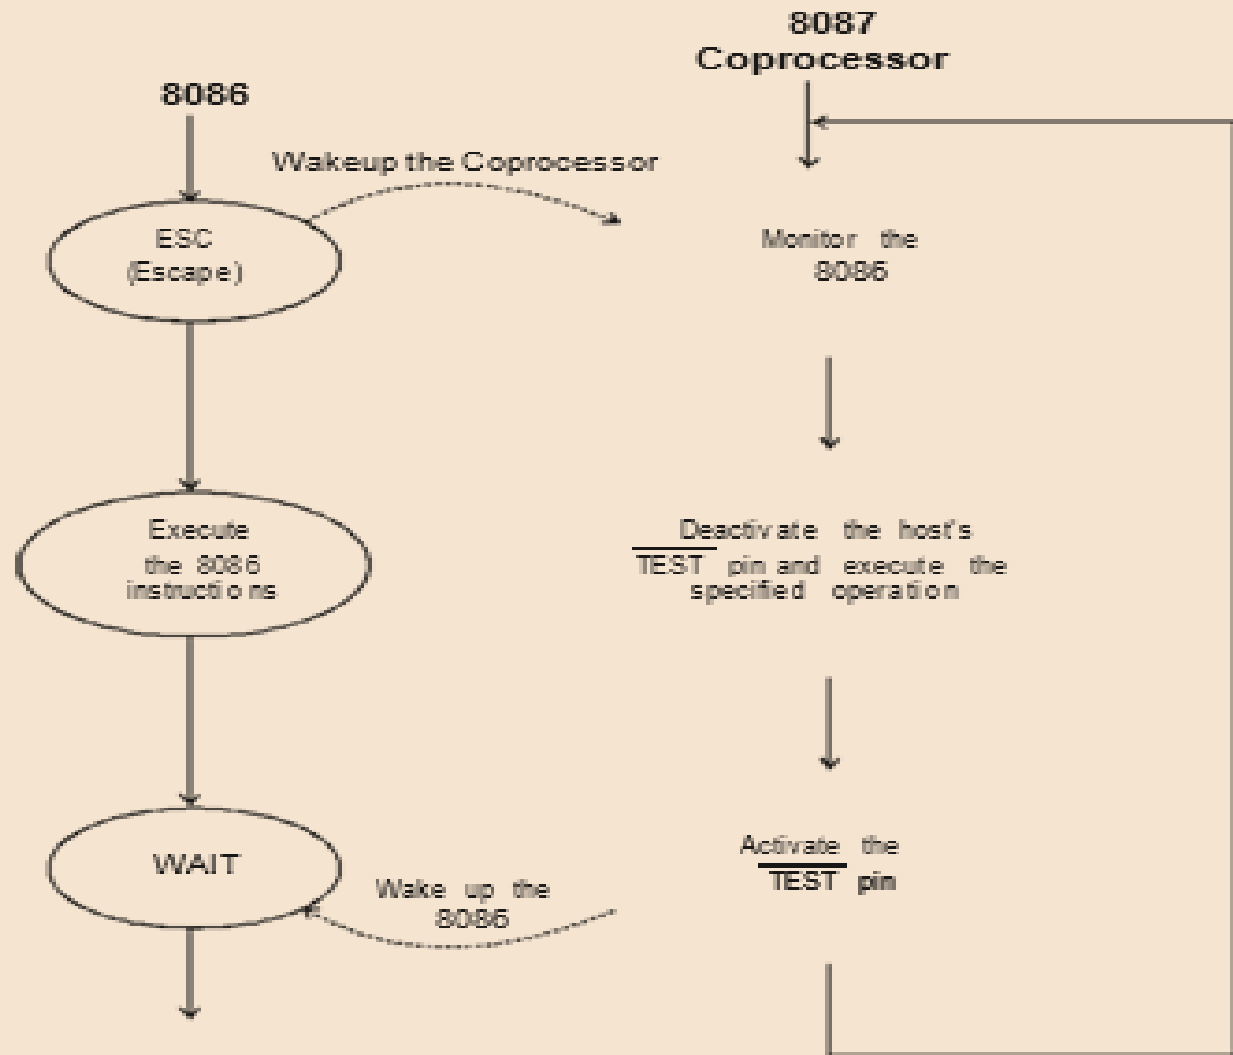 8087
Coprocessor
8086
Wakeup the Coprocessor
ESC
(Escape)
Monitor the
8086
Execute
the 8086
instructions
Deactivate the host's
TEST pin and execute the
specified operation
WAIT
Wake up the
8086
Activate the
TEST pin